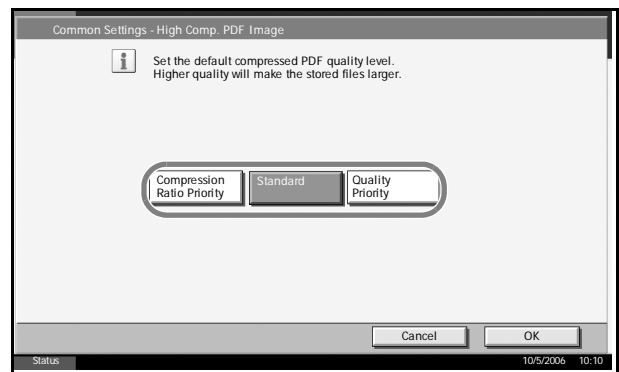 Common Settings - High Comp. PDF Image
Set the default compressed PDF quality level.
Higher quality will make the stored files larger.
Compression
Ratio Priority
Standard
Quality
Priority
Cancel
OK
Status
10/5/2006 10:10